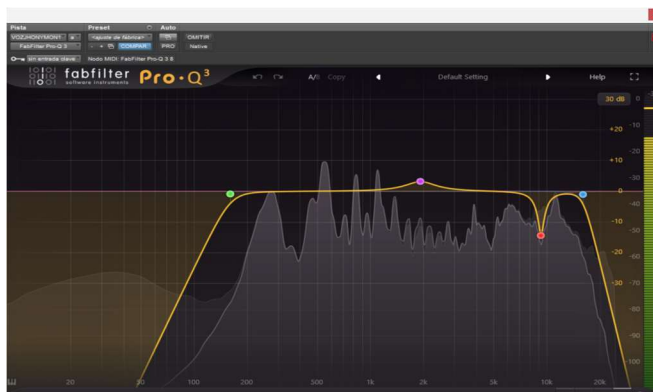 Pista Preset Auto
VOZJHONYMON1 <ajuste de fábrica> OMITIR
FabFilter Pro-Q 3 - + COMPAR PRO Native
sin entrada clave Nodo MIDI: FabFilter Pro-Q 3 8
fabfilter Pro·Q³ A/B Copy Default Setting Help
software instruments
30 dB 0
-10
+20
-20
+10
0
-40
-10
-50
-20
-60
-30 -70
-80
-90
-100
20 50 100 200 500 1k 2k 5k 10k 20k